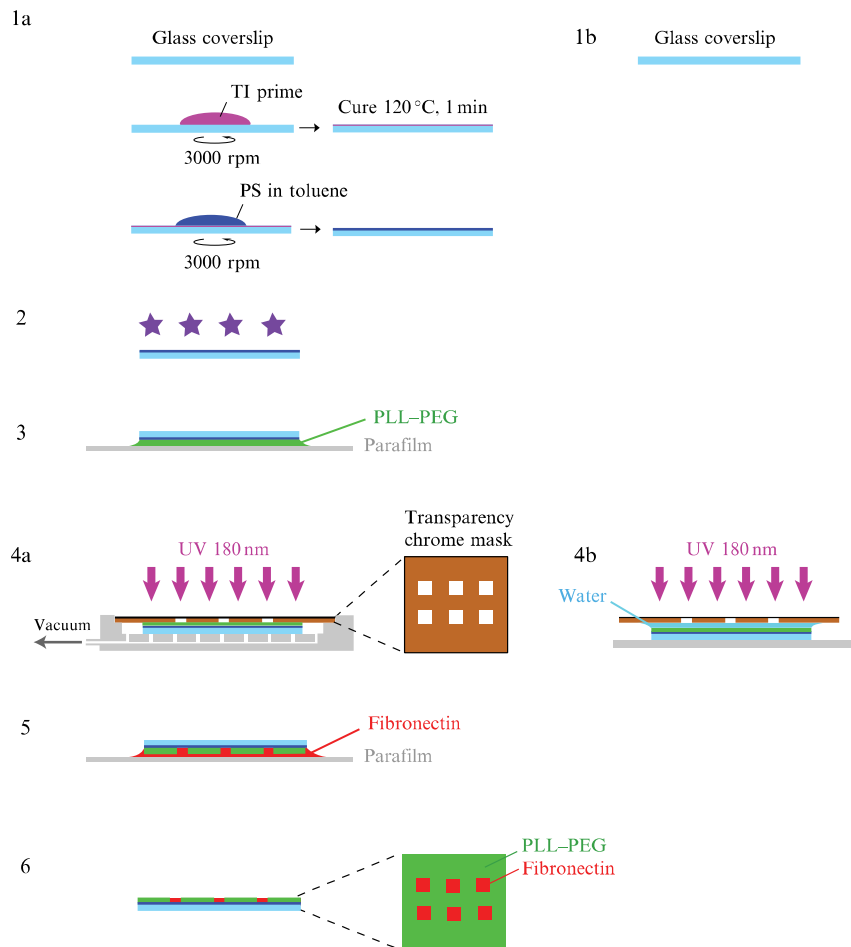 1a
Glass coverslip
1b
Glass coverslip
TI prime
Cure 120 °C, 1 min
3000 rpm
PS in toluene
3000 rpm
2
3
PLL–PEG
Parafilm
4a
UV 180 nm
Transparency
chrome mask
4b
UV 180 nm
Water
Vacuum
5
Fibronectin
Parafilm
6
PLL–PEG
Fibronectin